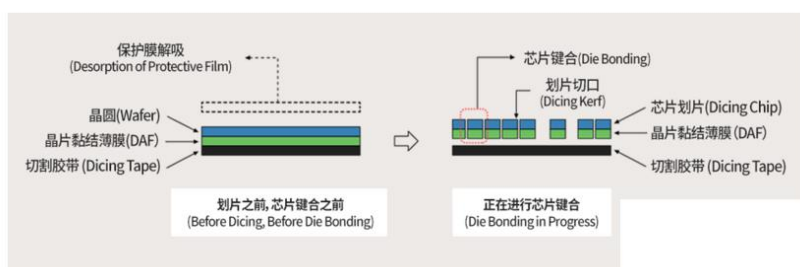 保护膜解吸
(Desorption of Protective Film)
晶圆(Wafer)
晶片黏结薄膜(DAF)
切割胶带 (Dicing Tape)
划片之前, 芯片键合之前
(Before Dicing, Before Die Bonding)
芯片键合(Die Bonding)
划片切口
(Dicing Kerf)
芯片划片(Dicing Chip)
晶片黏结薄膜 (DAF)
切割胶带 (Dicing Tape)
正在进行芯片键合
(Die Bonding in Progress)